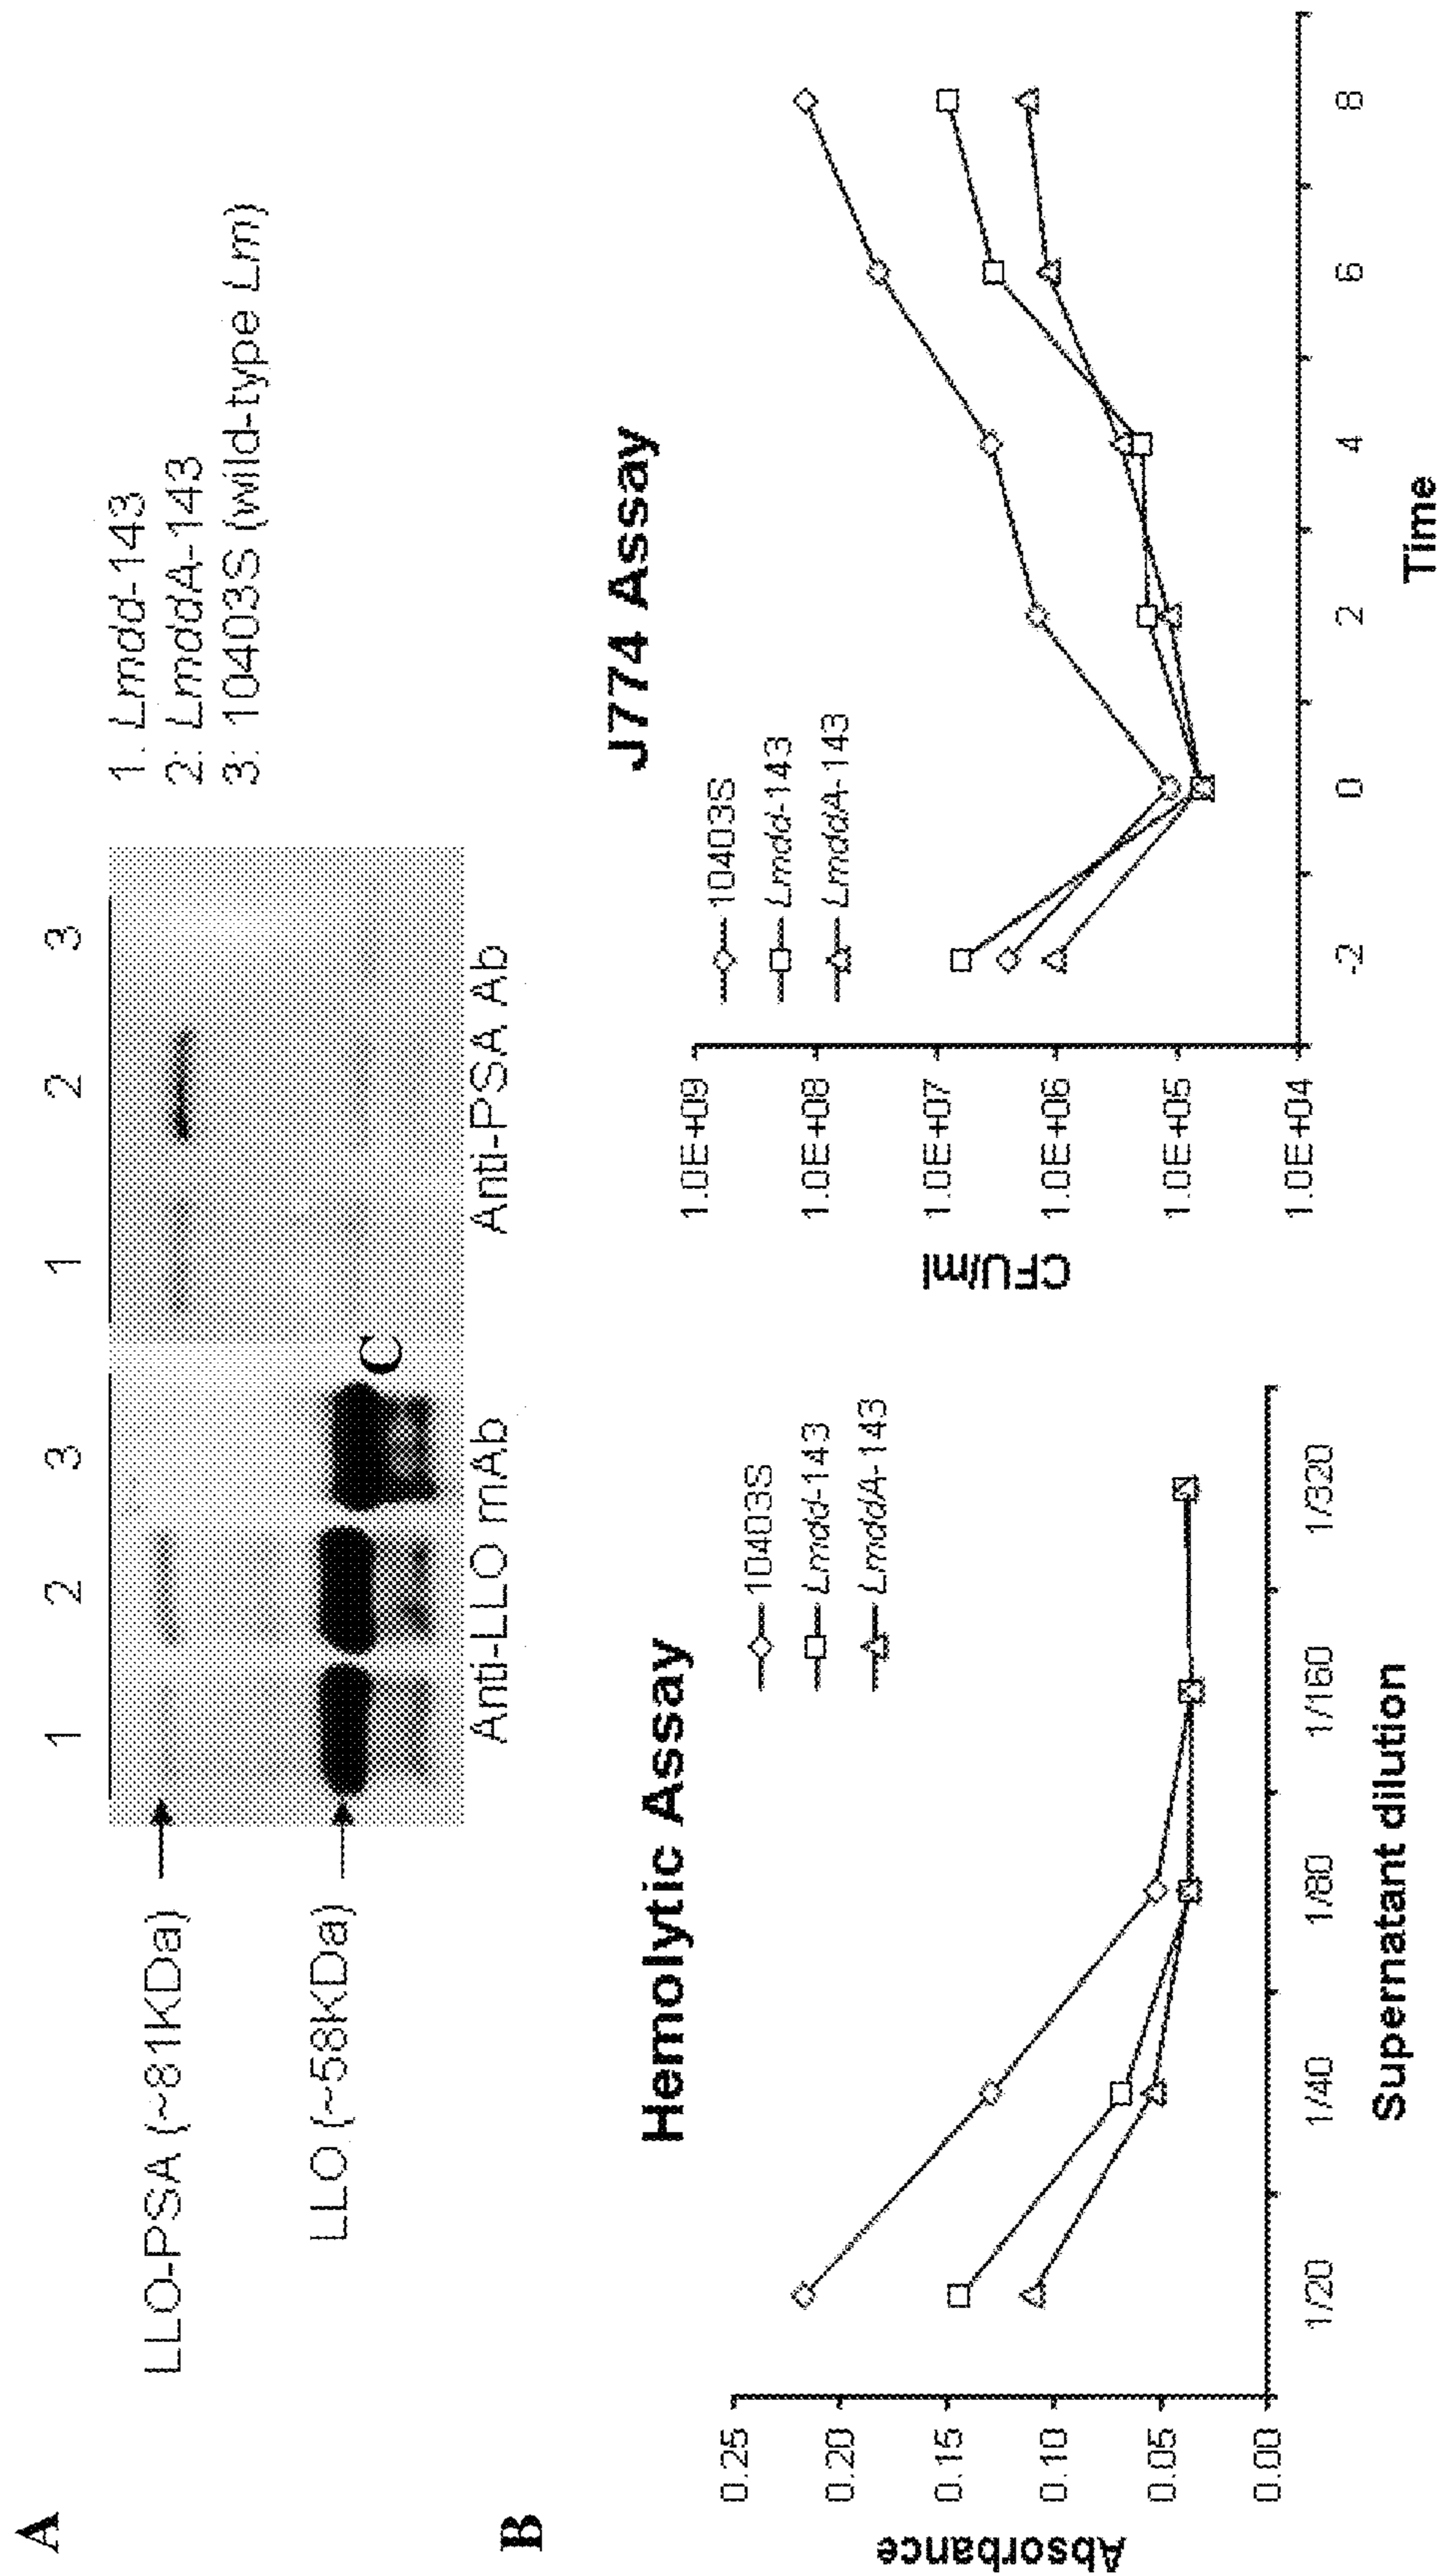 A
1 2 3 1 2 3
LLO-PSA (~81KDa)
LLO (~58KDa)
Anti-LLO mAb
Anti-PSA Ab
1. Lmdd-143
2: LmddA-143
3: 10403S (wild-type Lm)
B
Hemolytic Assay
10403S
Lmdd-143
LmddA-143
Absorbance
0.25
0.20
0.15
0.10
0.05
0.00
1/20 1/40 1/80 1/160 1/320
Supernatant dilution
C
J774 Assay
10403S
Lmdd-143
LmddA-143
CFU/ml
1.0E+09
1.0E+08
1.0E+07
1.0E+06
1.0E+05
1.0E+04
-2 0 2 4 6 8
Time